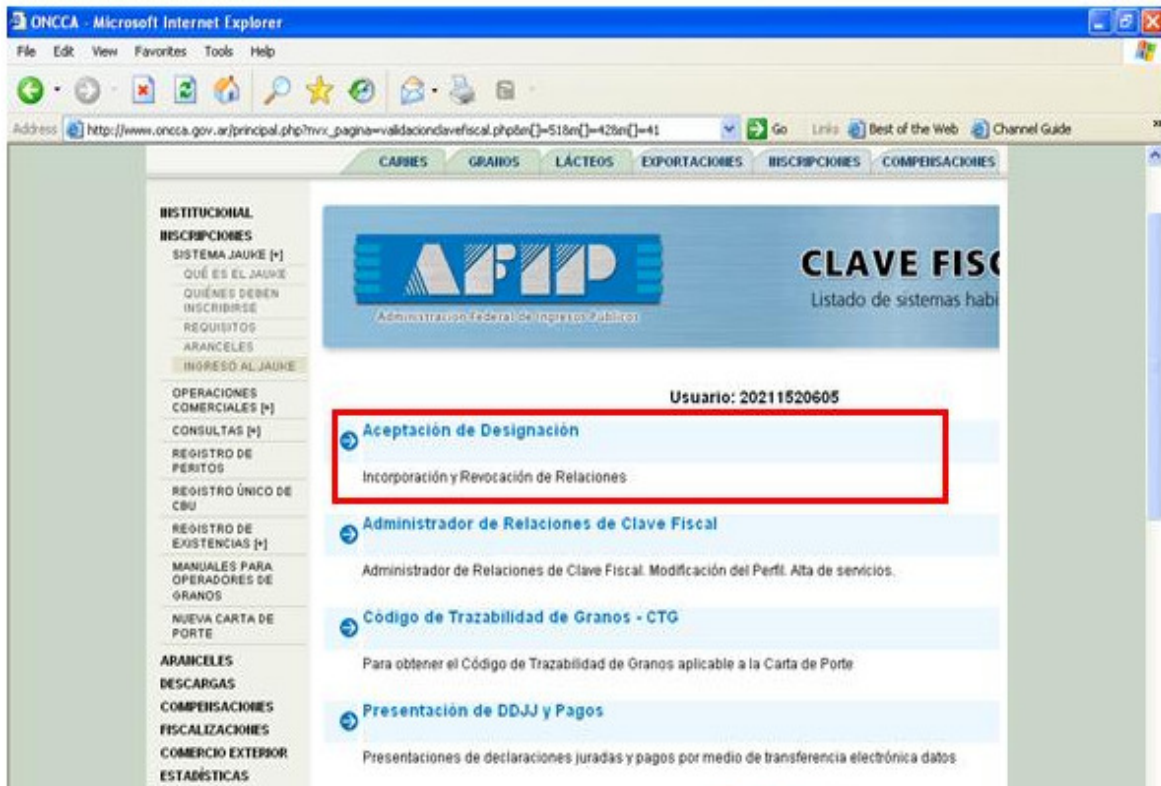 ONCCA - Microsoft Internet Explorer
File Edit View Favorites Tools Help
Address http://www.oncca.gov.ar/principal.php?nvx_pagina=validacionclavefiscal.php&m[]=518m[]=428m[]=41 Go Links Best of the Web Channel Guide
CARNES GRANOS LÁCTEOS EXPORTACIONES INSCRIPCIONES COMPENSACIONES
INSTITUCIONAL
INSCRIPCIONES
SISTEMA JAUKE [+]
QUÉ ES EL JAUKE
QUIÉNES DEBEN
INSCRIBIRSE
REQUISITOS
ARANCELES
INGRESO AL JAUKE
OPERACIONES
COMERCIALES [+]
CONSULTAS [+]
REGISTRO DE
PERITOS
REGISTRO ÚNICO DE
CBU
REGISTRO DE
EXISTENCIAS [+]
MANUALES PARA
OPERADORES DE
GRANOS
NUEVA CARTA DE
PORTE
ARANCELES
DESCARGAS
COMPENSACIONES
FISCALIZACIONES
COMERCIO EXTERIOR
ESTADÍSTICAS
AFIP
Administración Federal de Ingresos Públicos
CLAVE FISC
Listado de sistemas habi
Usuario: 20211520605
Aceptación de Designación
Incorporación y Revocación de Relaciones
Administrador de Relaciones de Clave Fiscal
Administrador de Relaciones de Clave Fiscal. Modificación del Perfil. Alta de servicios.
Código de Trazabilidad de Granos - CTG
Para obtener el Código de Trazabilidad de Granos aplicable a la Carta de Porte
Presentación de DDJJ y Pagos
Presentaciones de declaraciones juradas y pagos por medio de transferencia electrónica datos